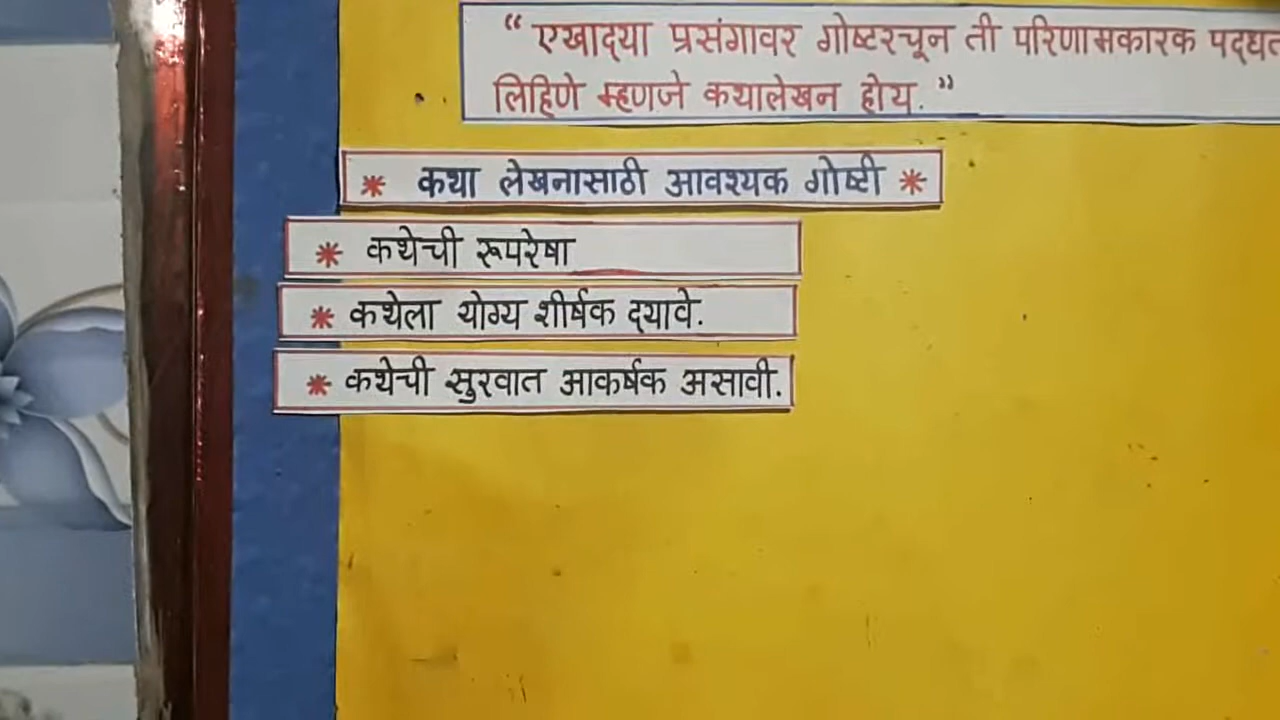 “ एखाद्या प्रसंगावर गोष्टरचून ती परिणामकारक
लिहिणे म्हणजे कथालेखन होय. ”
* कथा लेखनासाठी आवश्यक गोष्टी *
* कथेची रूपरेषा
* कथेला योग्य शीर्षक द्यावे.
* कथेची सुरवात आकर्षक असावी.